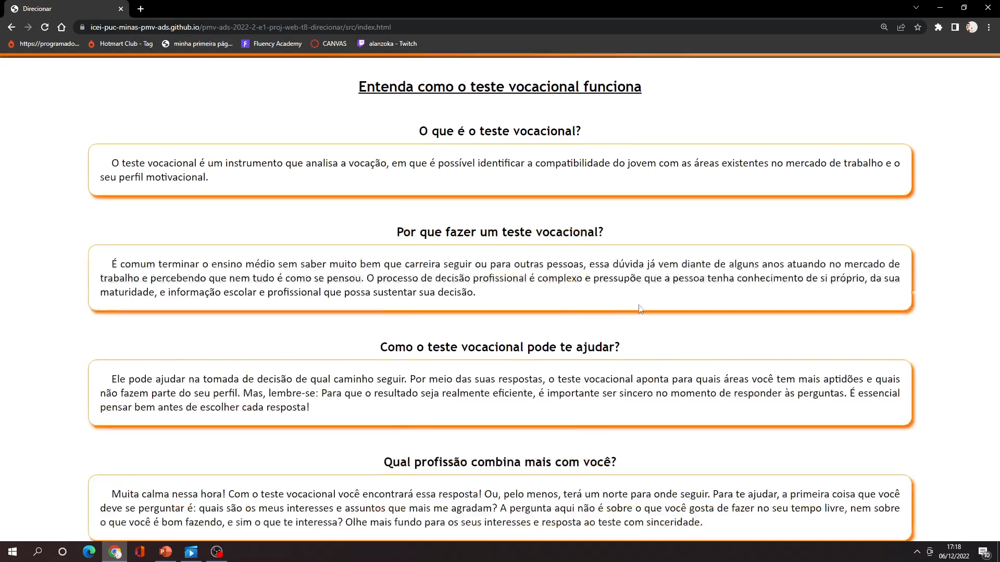 Direcionar
icei-puc-minas-pmv-ads.github.io/pmv-ads-2022-2-e1-proj-web-t8-direcionar/src/index.html
https://programado... Hotmart Club - Tag minha primeira pág... Fluency Academy CANVAS alanzoka - Twitch
Entenda como o teste vocacional funciona
O que é o teste vocacional?
O teste vocacional é um instrumento que analisa a vocação, em que é possível identificar a compatibilidade do jovem com as áreas existentes no mercado de trabalho e o
seu perfil motivacional.
Por que fazer um teste vocacional?
É comum terminar o ensino médio sem saber muito bem que carreira seguir ou para outras pessoas, essa dúvida já vem diante de alguns anos atuando no mercado de
trabalho e percebendo que nem tudo é como se pensou. O processo de decisão profissional é complexo e pressupõe que a pessoa tenha conhecimento de si próprio, da sua
maturidade, e informação escolar e profissional que possa sustentar sua decisão.
Como o teste vocacional pode te ajudar?
Ele pode ajudar na tomada de decisão de qual caminho seguir. Por meio das suas respostas, o teste vocacional aponta para quais áreas você tem mais aptidões e quais
não fazem parte do seu perfil. Mas, lembre-se: Para que o resultado seja realmente eficiente, é importante ser sincero no momento de responder às perguntas. É essencial
pensar bem antes de escolher cada resposta!
Qual profissão combina mais com você?
Muita calma nessa hora! Com o teste vocacional você encontrará essa resposta! Ou, pelo menos, terá um norte para onde seguir. Para te ajudar, a primeira coisa que você
deve se perguntar é: quais são os meus interesses e assuntos que mais me agradam? A pergunta aqui não é sobre o que você gosta de fazer no seu tempo livre, nem sobre
o que você é bom fazendo, e sim o que te interessa? Olhe mais fundo para os seus interesses e resposta ao teste com sinceridade.
17:18
06/12/2022
10